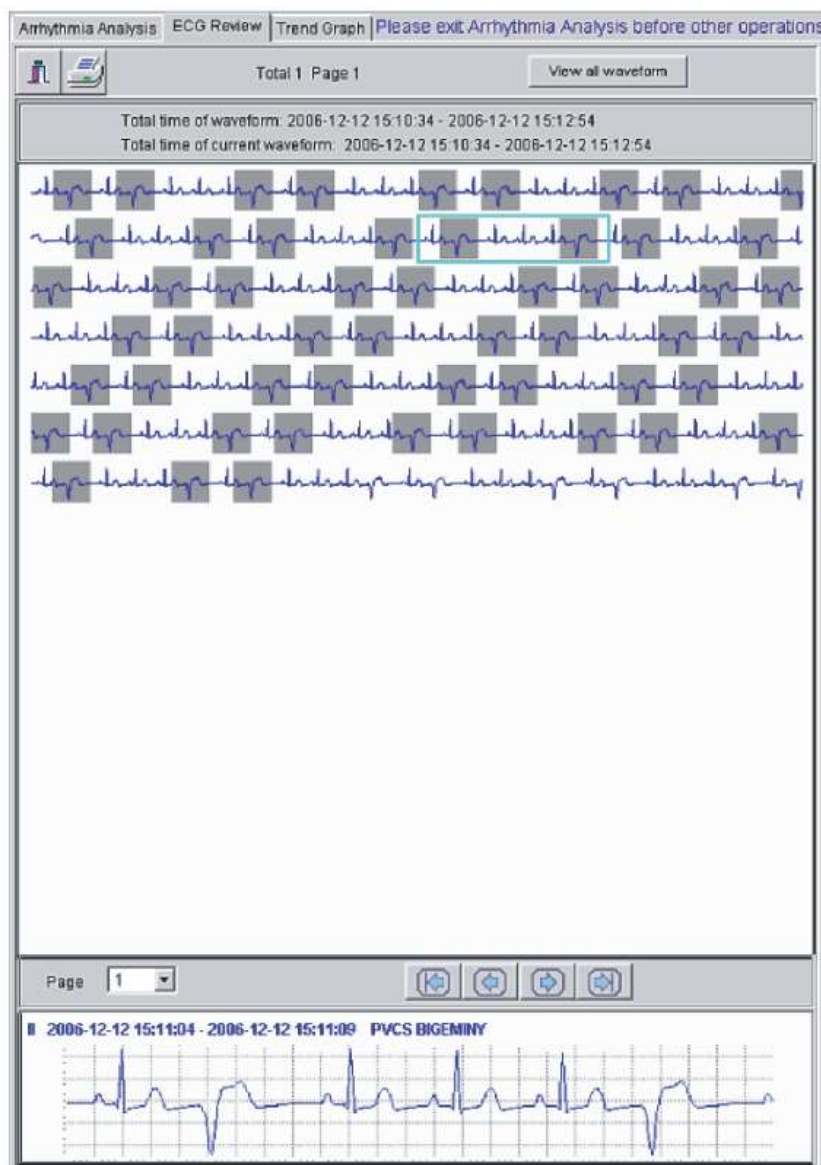 Arrhythmia Analysis ECG Review Trend Graph Please exit Arrhythmia Analysis before other operations
Total 1 Page 1 View all waveform
Total time of waveform: 2006-12-12 15:10:34 - 2006-12-12 15:12:54
Total time of current waveform: 2006-12-12 15:10:34 - 2006-12-12 15:12:54
Page 1
II 2006-12-12 15:11:04 - 2006-12-12 15:11:09 PVCS BIGEMINY